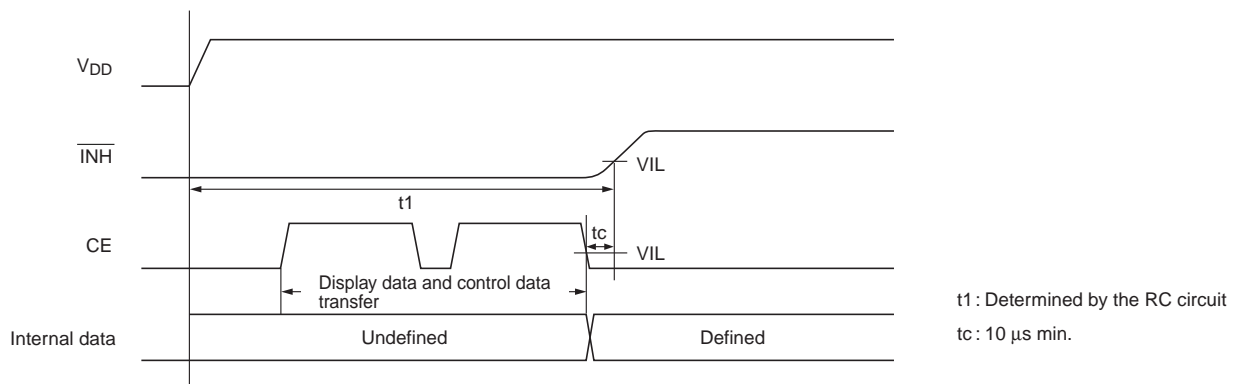 VDD
INH
VIL
t1
CE
tc
VIL
Display data and control data
transfer
t1 : Determined by the RC circuit
Internal data
Undefined
Defined
tc : 10 μs min.